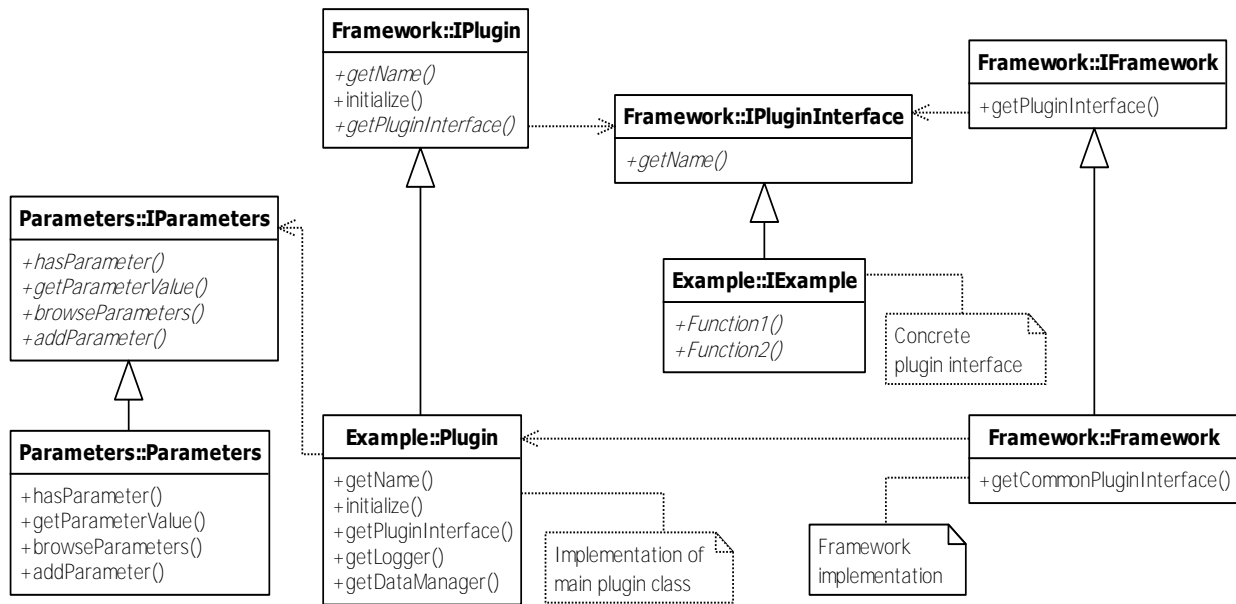 Framework::IPlugin
+getName()
+initialize()
+getPluginInterface()
Framework::IPluginInterface
+getName()
Framework::IFramework
+getPluginInterface()
Parameters::IParameters
+hasParameter()
+getParameterValue()
+browseParameters()
+addParameter()
Example::IExample
+Function1()
+Function2()
Concrete
plugin interface
Parameters::Parameters
+hasParameter()
+getParameterValue()
+browseParameters()
+addParameter()
Example::Plugin
+getName()
+initialize()
+getPluginInterface()
+getLogger()
+getDataManager()
Implementation of
main plugin class
Framework::Framework
+getCommonPluginInterface()
Framework
implementation